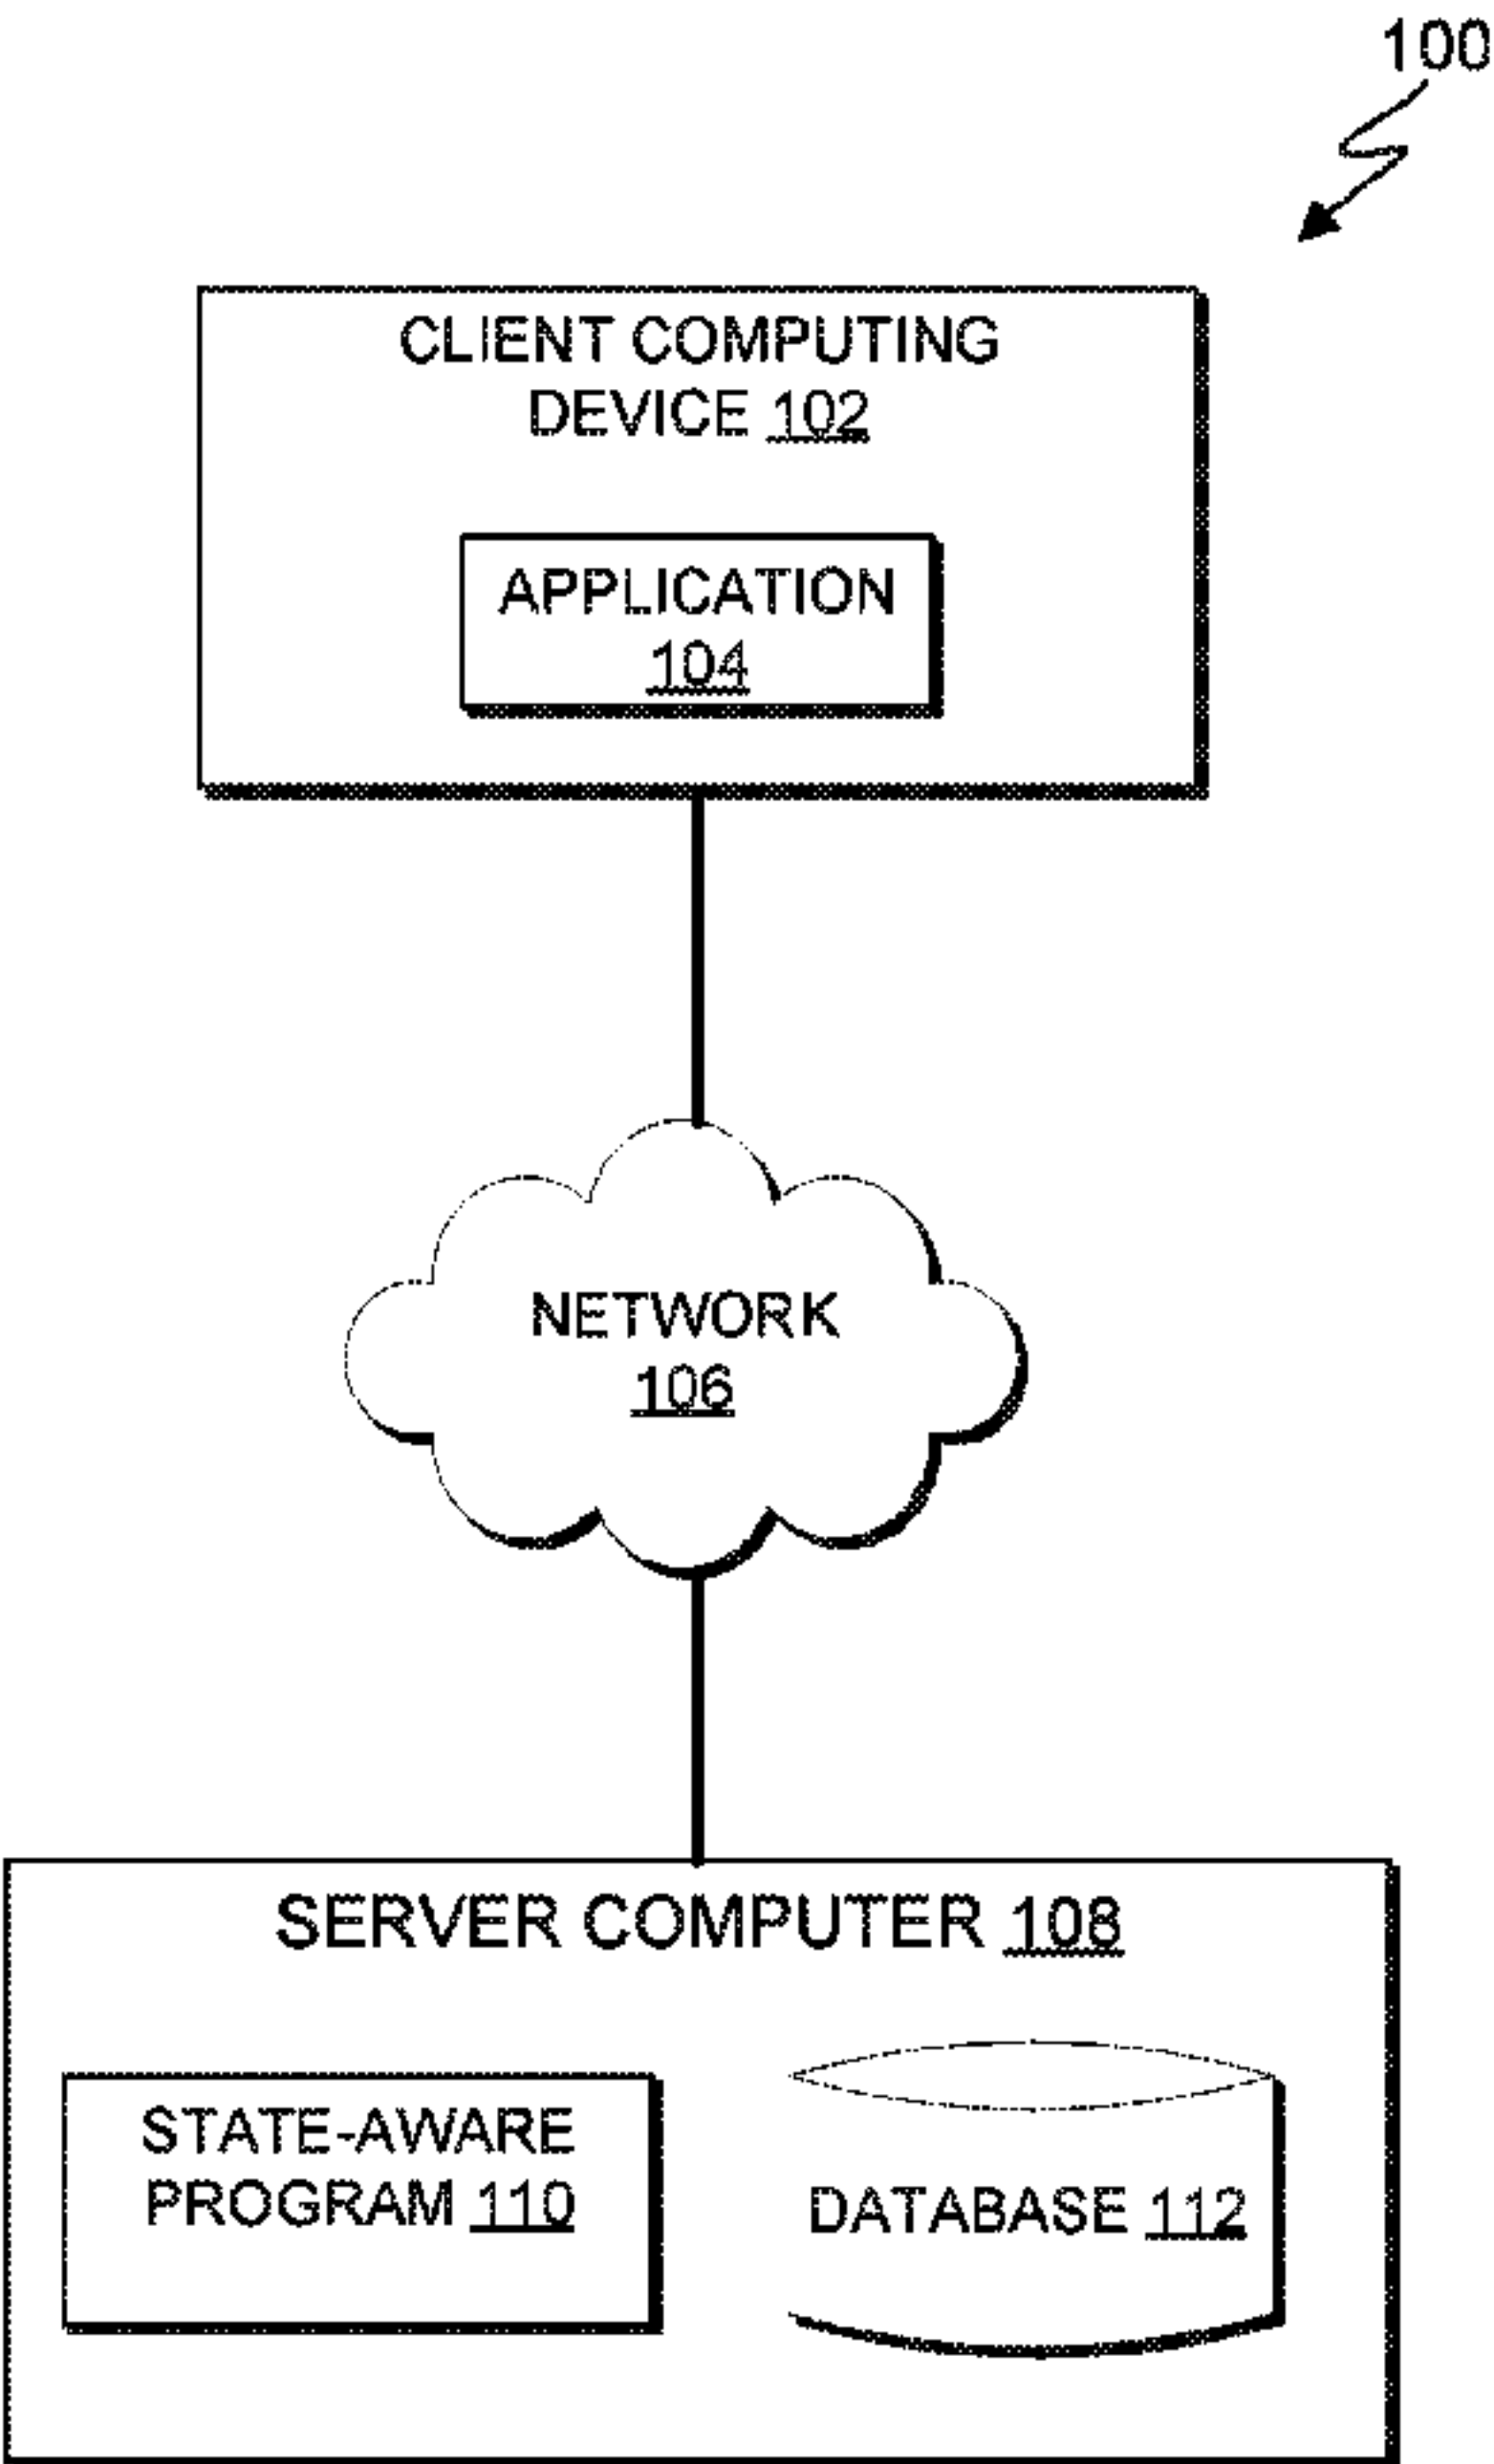 100
CLIENT COMPUTING
DEVICE 102
APPLICATION
104
NETWORK
106
SERVER COMPUTER 108
STATE-AWARE
PROGRAM 110
DATABASE 112